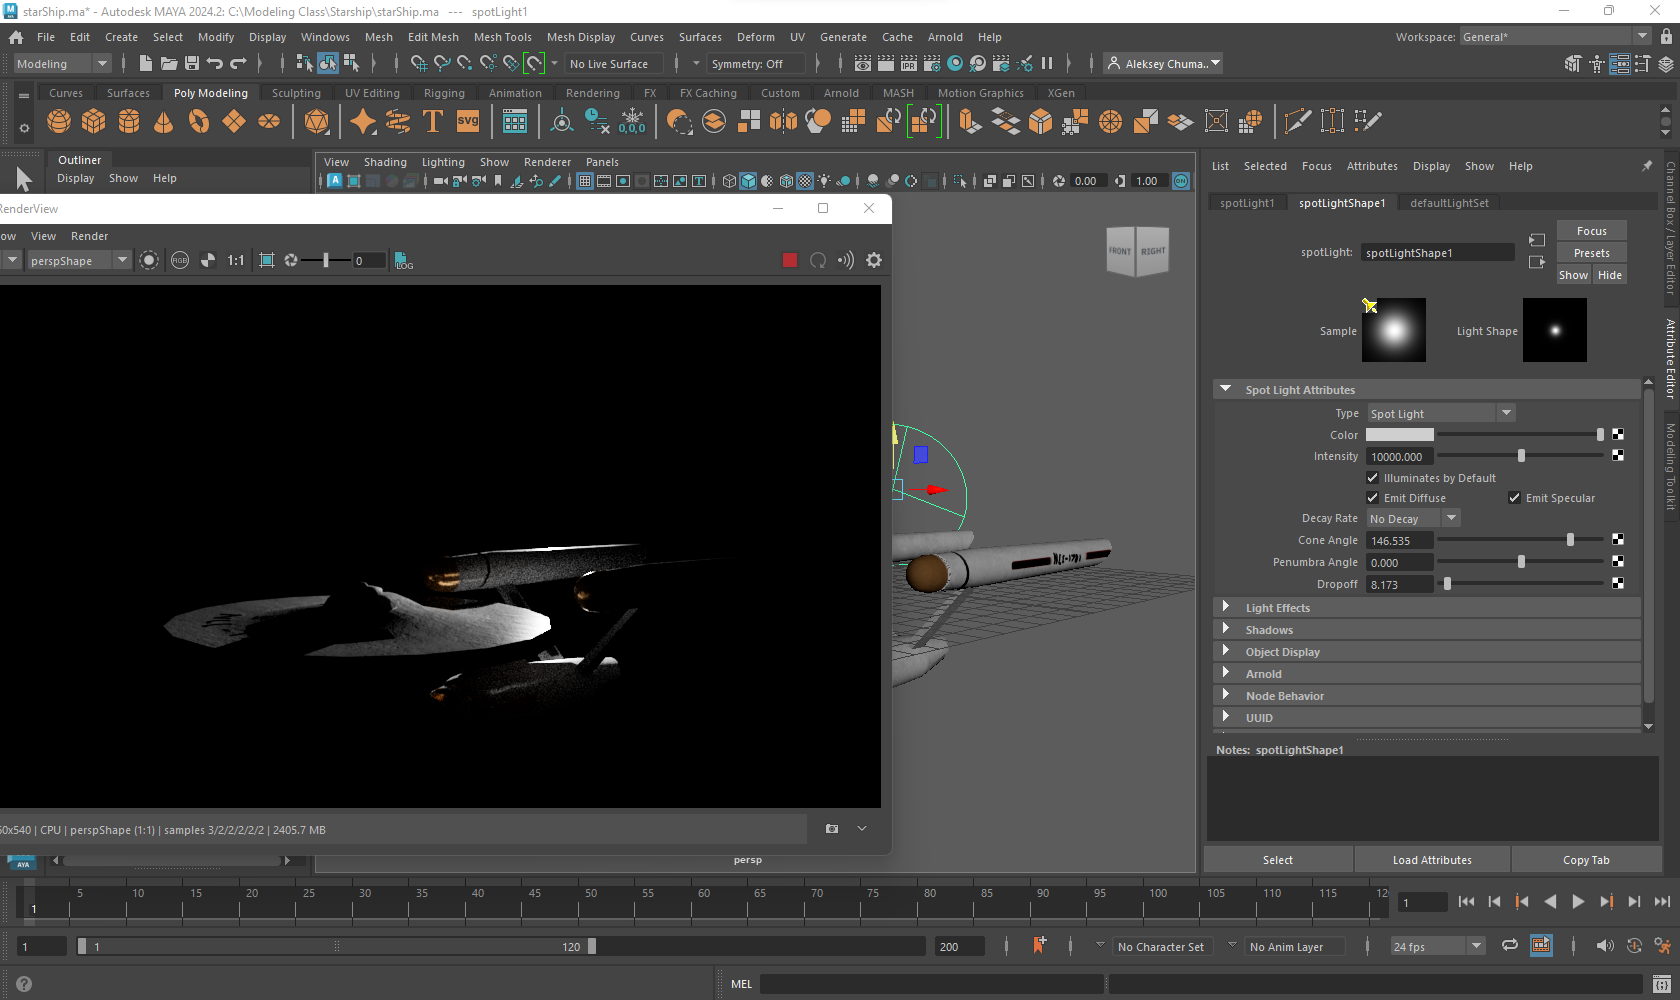 starShip.ma* - Autodesk MAYA 2024.2: C:\Modeling Class\Starship\starShip.ma --- spotLight1
File Edit Create Select Modify Display Windows Mesh Edit Mesh Mesh Tools Mesh Display Curves Surfaces Deform UV Generate Cache Arnold Help Workspace: General*
Modeling No Live Surface Symmetry: Off Aleksey Chuma..
Curves Surfaces Poly Modeling Sculpting UV Editing Rigging Animation Rendering FX FX Caching Custom Arnold MASH Motion Graphics XGen
T svg 0,0,0
Outliner
Display Show Help
View Shading Lighting Show Renderer Panels
0.00 1.00 ON
List Selected Focus Attributes Display Show Help
RenderView
ow View Render
perspShape RGB 1:1 0 LOG
FRONT RIGHT
spotLight1 spotLightShape1 defaultLightSet
spotLight: spotLightShape1
Focus
Presets
Show Hide
Sample Light Shape
Spot Light Attributes
Type Spot Light
Color
Intensity 10000.000
Illuminates by Default
Emit Diffuse Emit Specular
Decay Rate No Decay
Cone Angle 146.535
Penumbra Angle 0.000
Dropoff 8.173
Light Effects
Shadows
Object Display
Arnold
Node Behavior
UUID
Notes: spotLightShape1
Select Load Attributes Copy Tab
Channel Box / Layer Editor
Attribute Editor
Modeling Toolkit
60x540 | CPU | perspShape (1:1) | samples 3/2/2/2/2/2 | 2405.7 MB
AYA
persp
5 10 15 20 25 30 35 40 45 50 55 60 65 70 75 80 85 90 95 100 105 110 115 12
1 1
1 1 120 200 No Character Set No Anim Layer 24 fps
MEL